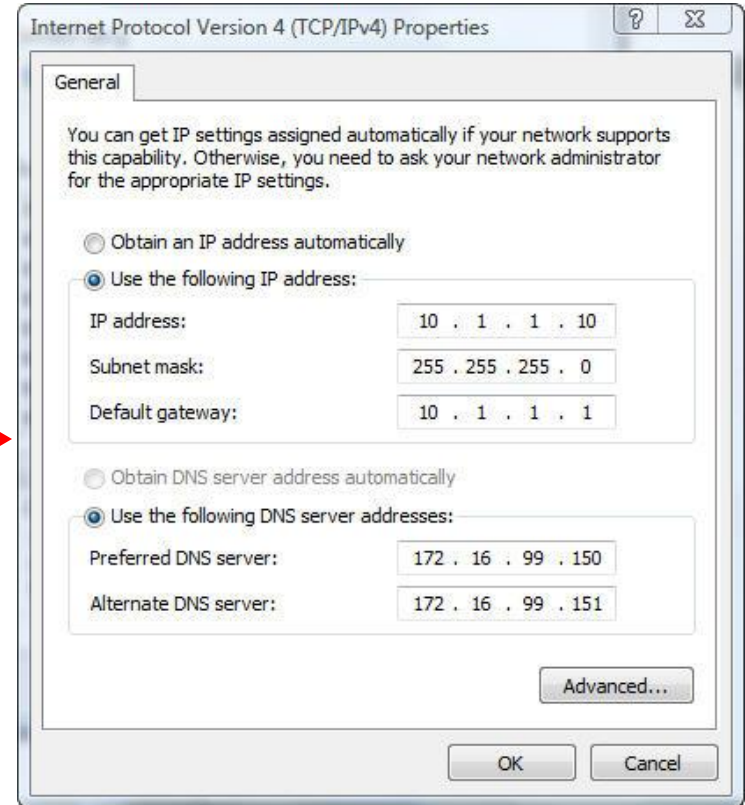 Internet Protocol Version 4 (TCP/IPv4) Properties
General
You can get IP settings assigned automatically if your network supports
this capability. Otherwise, you need to ask your network administrator
for the appropriate IP settings.
Obtain an IP address automatically
Use the following IP address:
IP address: 10 . 1 . 1 . 10
Subnet mask: 255 . 255 . 255 . 0
Default gateway: 10 . 1 . 1 . 1
Obtain DNS server address automatically
Use the following DNS server addresses:
Preferred DNS server: 172 . 16 . 99 . 150
Alternate DNS server: 172 . 16 . 99 . 151
Advanced...
OK Cancel